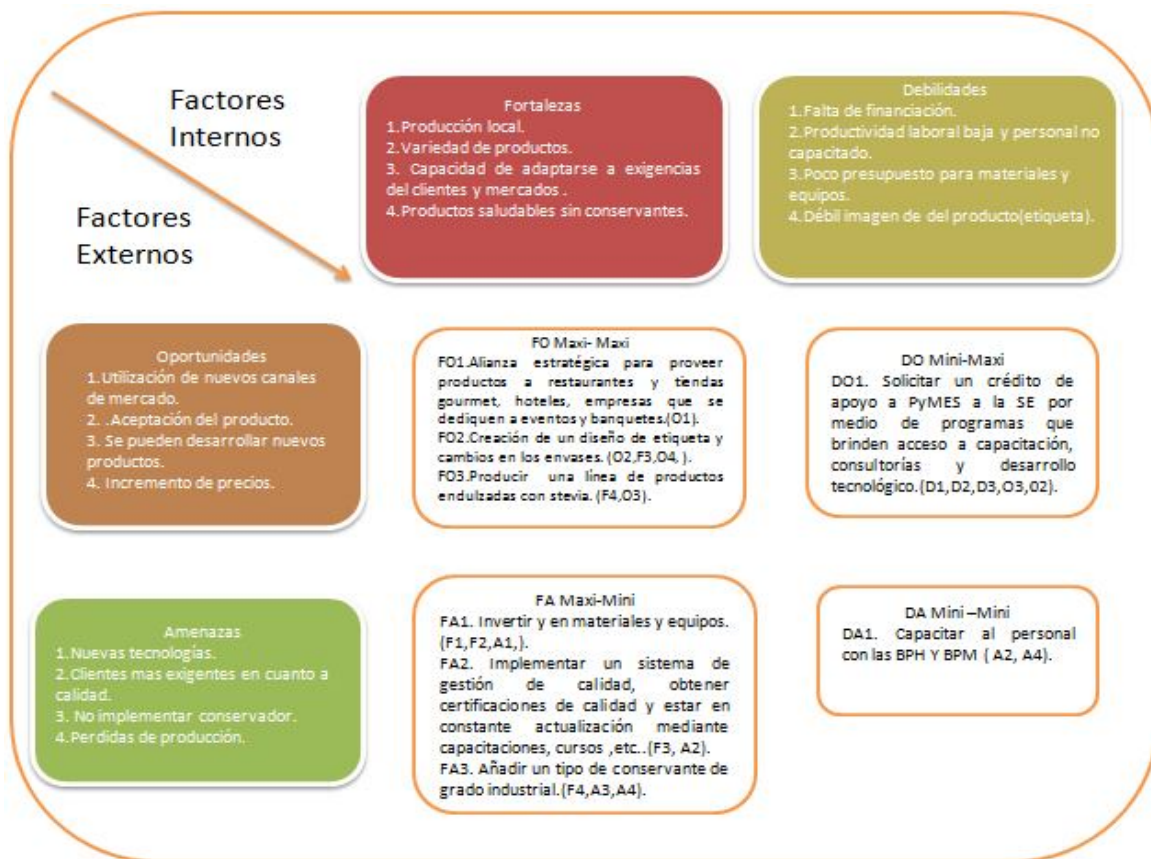 Factores
Internos
Factores
Externos
Fortalezas
1.Producción local.
2.Variedad de productos.
3. Capacidad de adaptarse a exigencias
del clientes y mercados .
4.Productos saludables sin conservantes.
Debilidades
1.Falta de financiación.
2.Productividad laboral baja y personal no
capacitado.
3.Poco presupuesto para materiales y
equipos.
4.Débil imagen de del producto(etiqueta).
Oportunidades
1.Utilización de nuevos canales
de mercado.
2. .Aceptación del producto.
3. Se pueden desarrollar nuevos
productos.
4. Incremento de precios.
FO Maxi- Maxi
FO1.Alianza estratégica para proveer
productos a restaurantes y tiendas
gourmet, hoteles, empresas que se
dediquen a eventos y banquetes.(O1).
FO2.Creación de un diseño de etiqueta y
cambios en los envases. (O2,F3,O4, ).
FO3.Producir una línea de productos
endulzadas con stevia. (F4,O3).
DO Mini-Maxi
DO1. Solicitar un crédito de
apoyo a PyMES a la SE por
medio de programas que
brinden acceso a capacitación,
consultorías y desarrollo
tecnológico.(D1,D2,D3,O3,02).
Amenazas
1.Nuevas tecnologías.
2.Clientes mas exigentes en cuanto a
calidad.
3. No implementar conservador.
4.Perdidas de producción.
FA Maxi-Mini
FA1. Invertir y en materiales y equipos.
(F1,F2,A1,).
FA2. Implementar un sistema de
gestión de calidad, obtener
certificaciones de calidad y estar en
constante actualización mediante
capacitaciones, cursos ,etc..(F3, A2).
FA3. Añadir un tipo de conservante de
grado industrial.(F4,A3,A4).
DA Mini –Mini
DA1. Capacitar al personal
con las BPH Y BPM ( A2, A4).